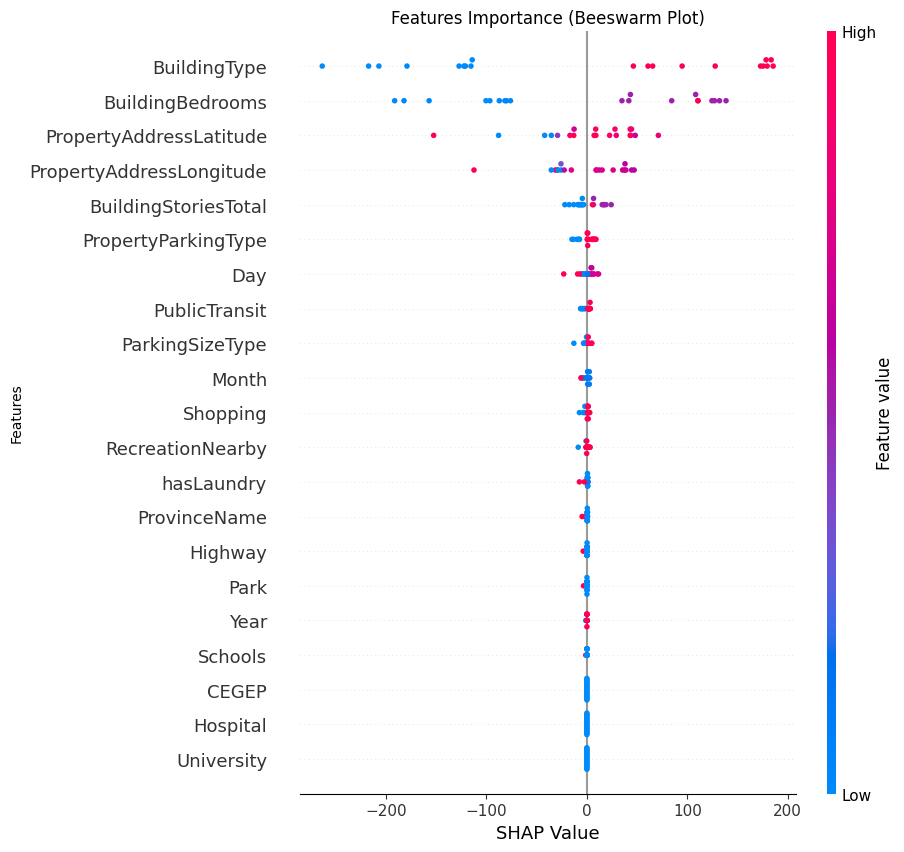 Features Importance (Beeswarm Plot)
High
BuildingType
BuildingBedrooms
PropertyAddressLatitude
PropertyAddressLongitude
BuildingStoriesTotal
PropertyParkingType
Day
PublicTransit
ParkingSizeType
Month
Shopping
RecreationNearby
hasLaundry
ProvinceName
Highway
Park
Year
Schools
CEGEP
Hospital
University
Features
Feature value
Low
−200 −100 0 100 200
SHAP Value